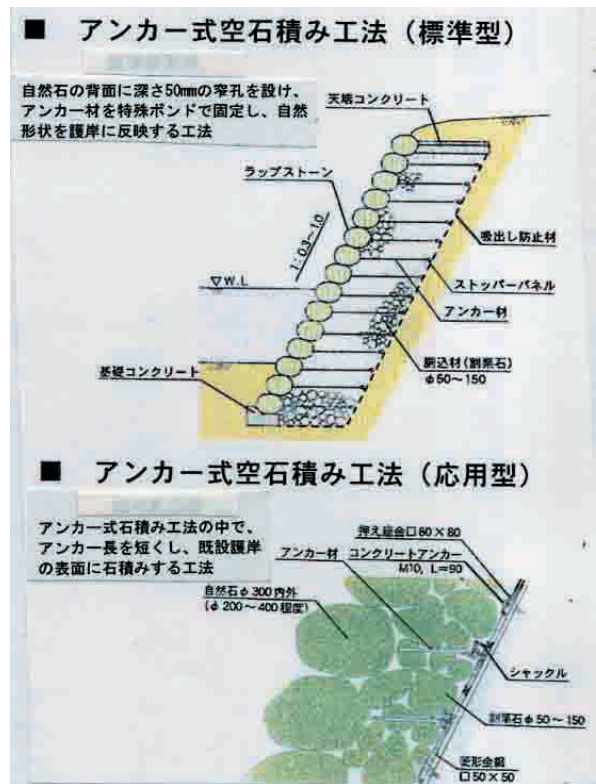 ■ アンカー式空石積み工法（標準型）
自然石の背面に深さ50mmの窄孔を設け、
アンカー材を特殊ボンドで固定し、自然
形状を護岸に反映する工法
天端コンクリート
ラップストーン
1：0.3〜1.0
吸出し防止材
▽W.L
ストッパーパネル
アンカー材
胴込材（割栗石）
φ50〜150
基礎コンクリート
■ アンカー式空石積み工法（応用型）
アンカー式石積み工法の中で、
アンカー長を短くし、既設護岸
の表面に石積みする工法
押え座金口80×80
アンカー材
コンクリートアンカー
M10, L=90
自然石φ300内外
（φ200〜400程度）
シャックル
割栗石φ50〜150
菱形金網
口50×50